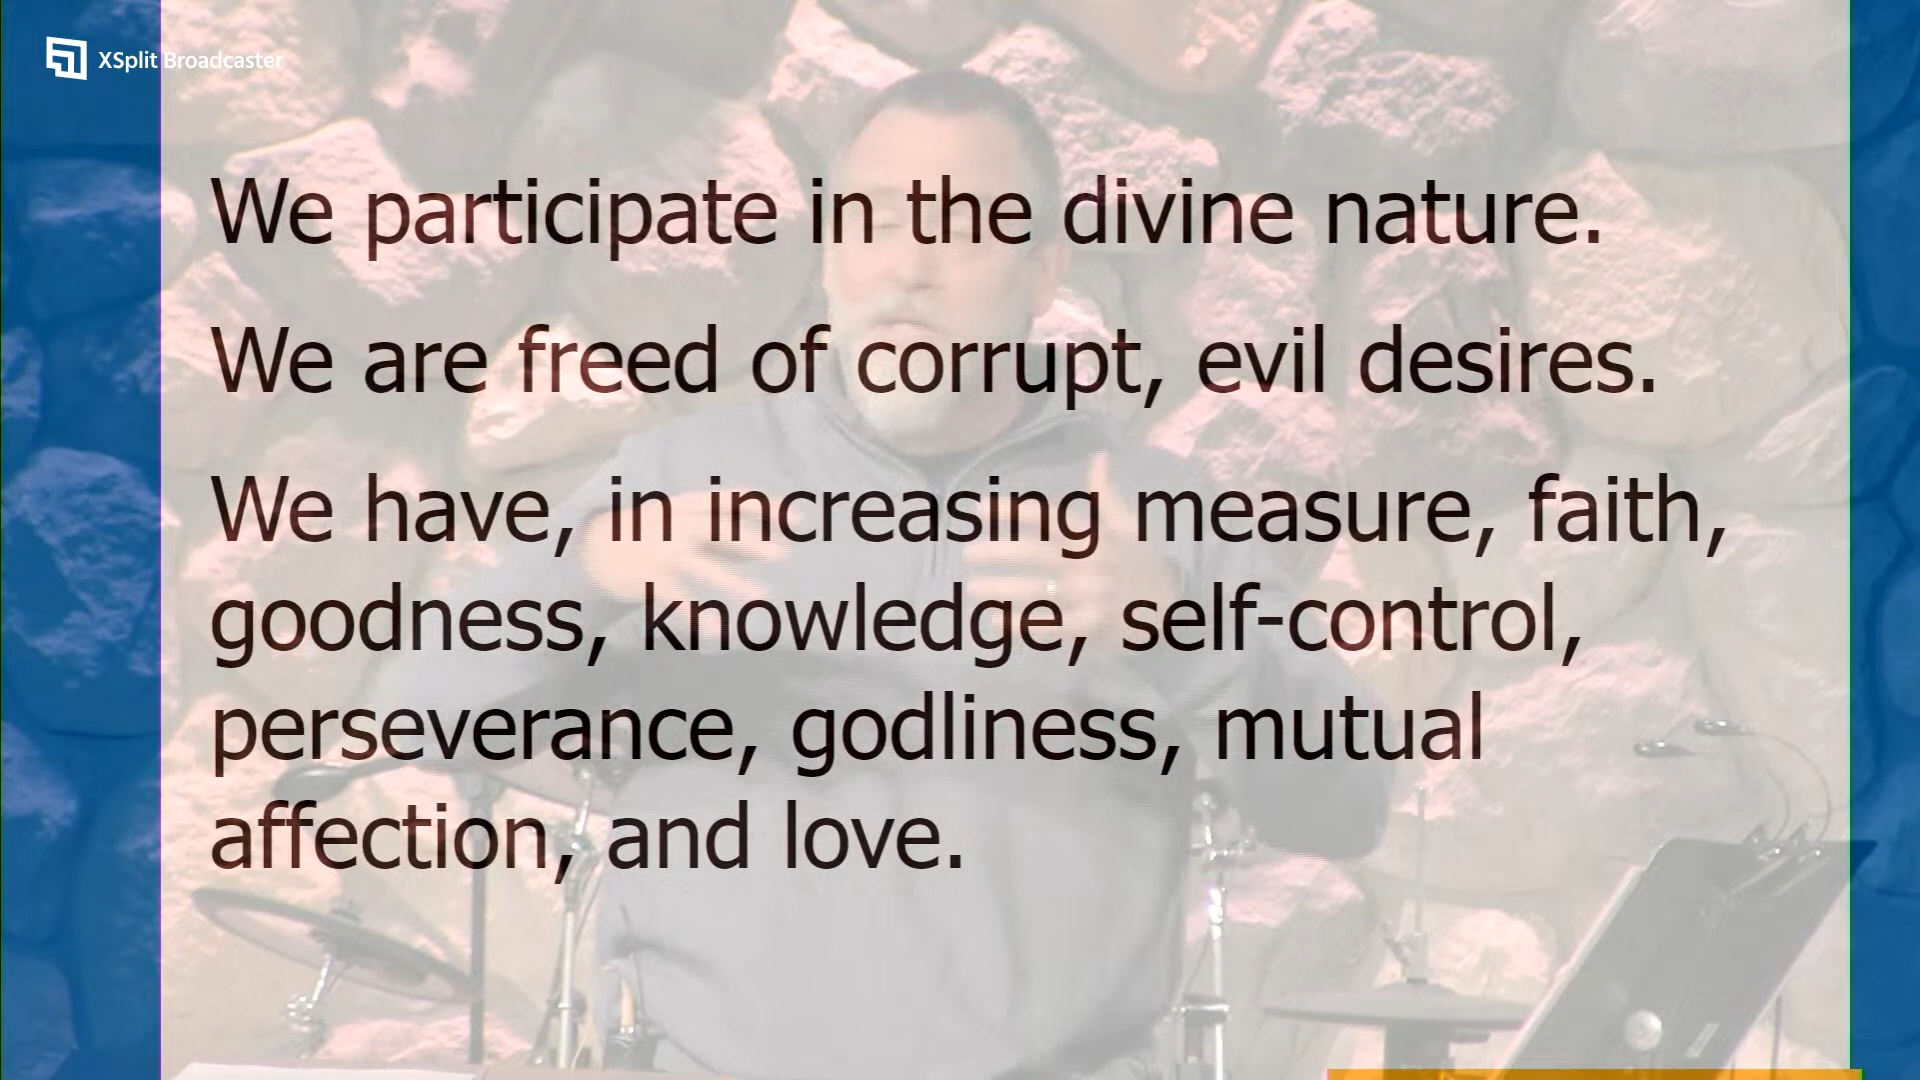 XSplit Broadcaster
We participate in the divine nature.
We are freed of corrupt, evil desires.
We have, in increasing measure, faith,
goodness, knowledge, self-control,
perseverance, godliness, mutual
affection, and love.